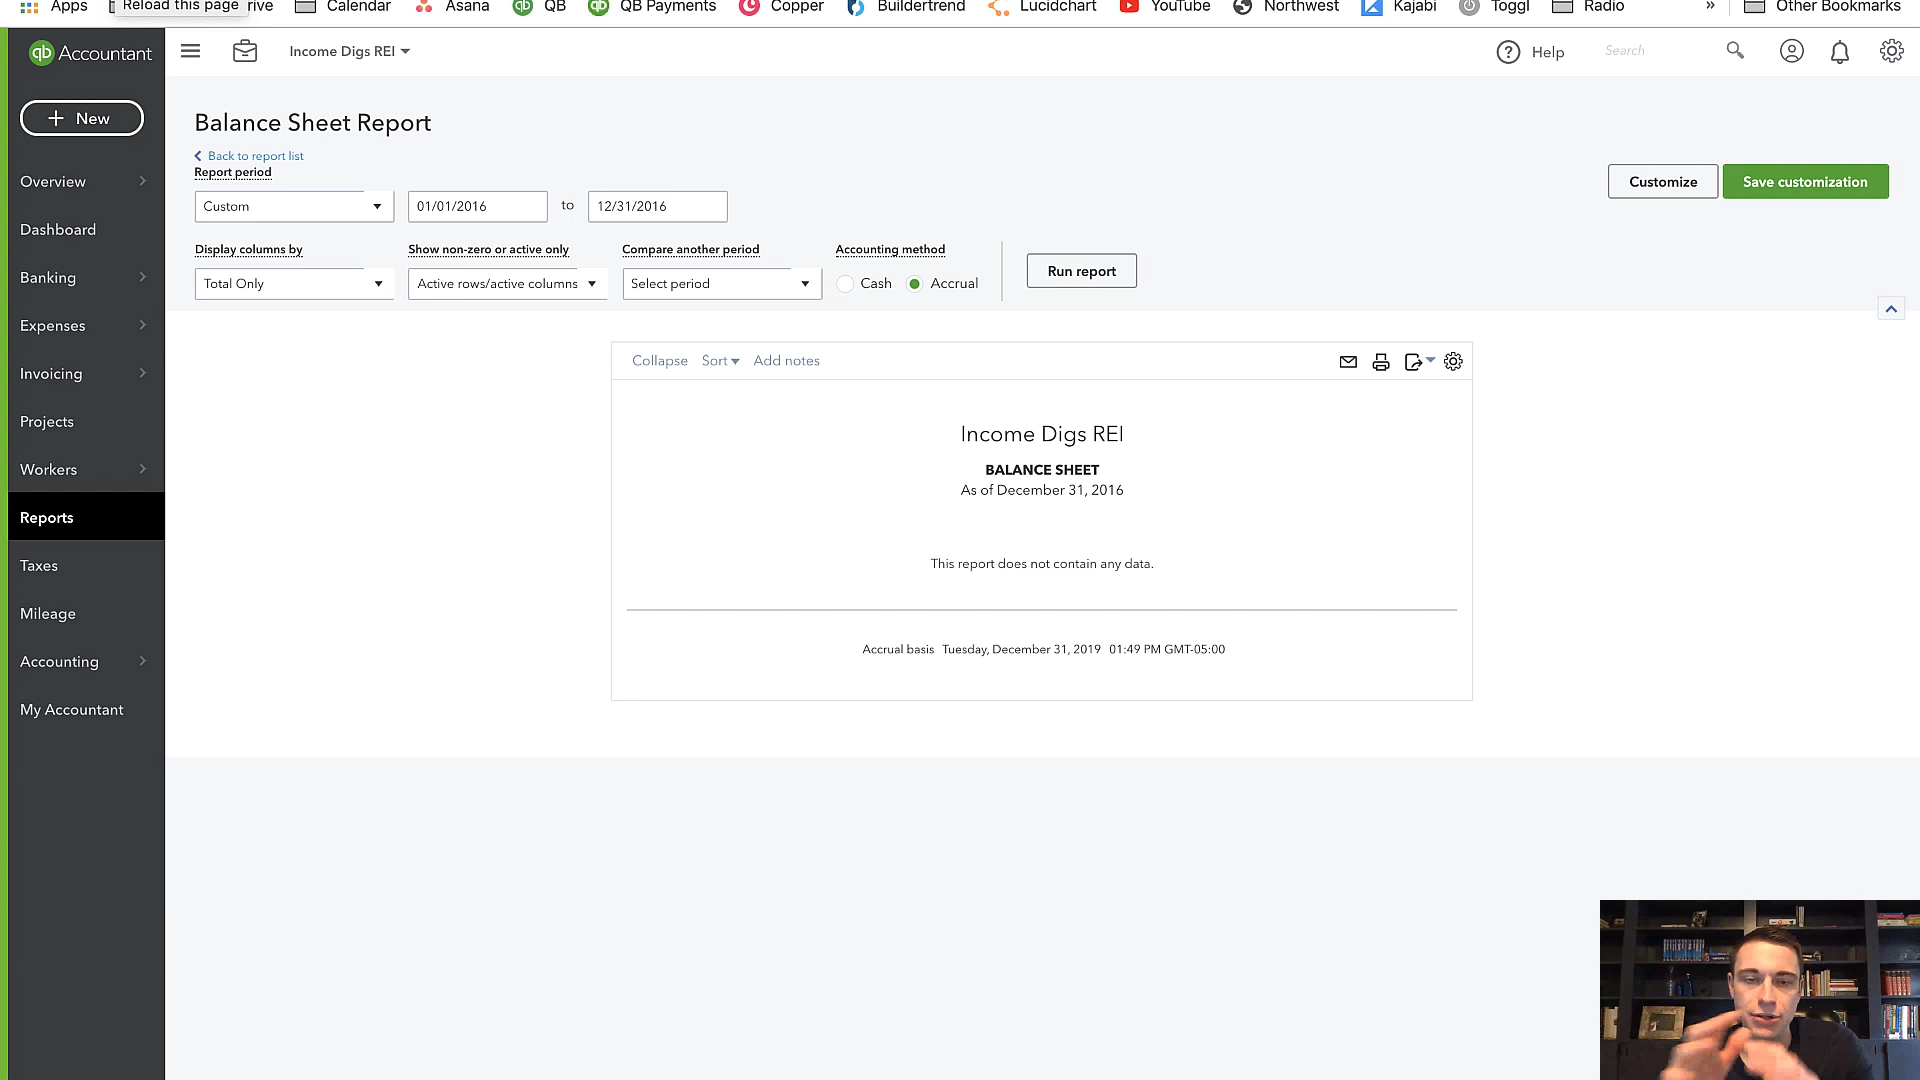 Apps Reload this page rive Calendar Asana QB QB Payments Copper Buildertrend Lucidchart YouTube Northwest Kajabi Toggl Radio » Other Bookmarks
qb Accountant Income Digs REI Help Search
+ New
Overview
Dashboard
Banking
Expenses
Invoicing
Projects
Workers
Reports
Taxes
Mileage
Accounting
My Accountant
Balance Sheet Report
Back to report list
Report period
Custom 01/01/2016 to 12/31/2016
Customize Save customization
Display columns by Show non-zero or active only Compare another period Accounting method
Total Only Active rows/active columns Select period Cash Accrual Run report
Collapse Sort Add notes
Income Digs REI
BALANCE SHEET
As of December 31, 2016
This report does not contain any data.
Accrual basis Tuesday, December 31, 2019 01:49 PM GMT-05:00